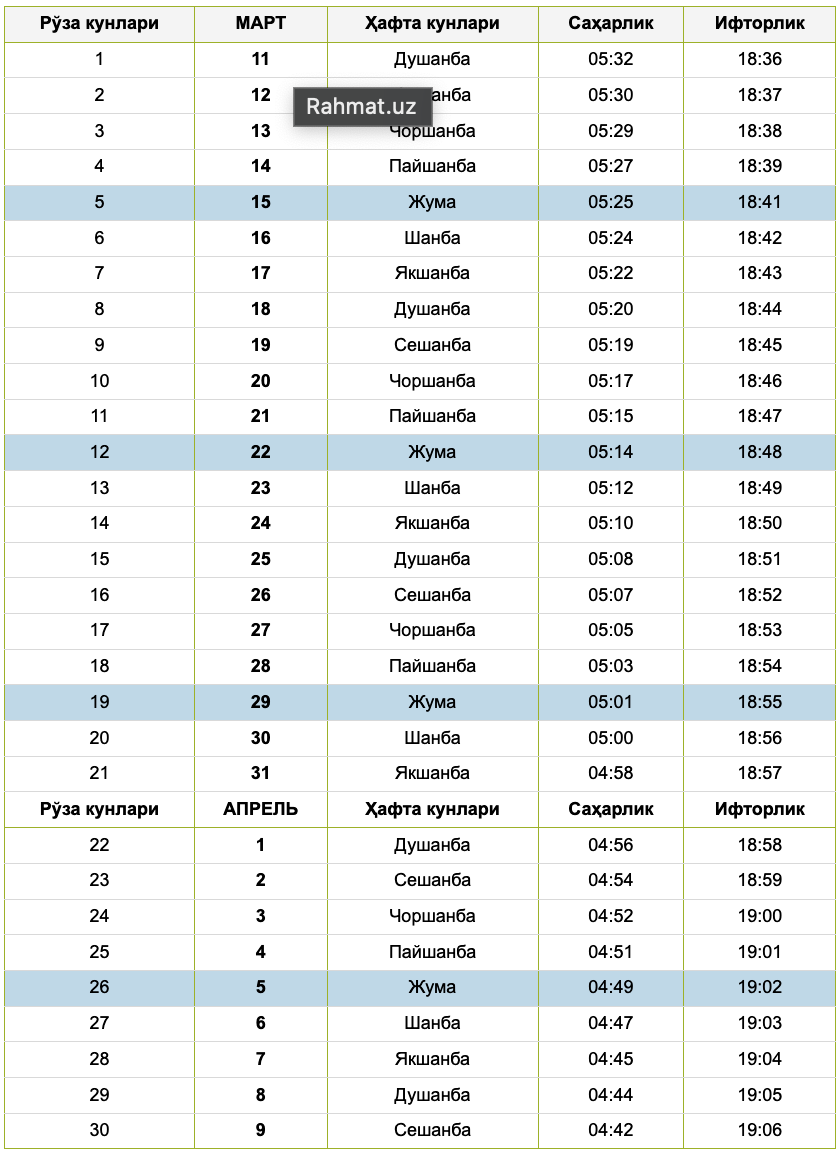 Рўза кунлари МАРТ Ҳафта кунлари Саҳарлик Ифторлик
1 11 Душанба 05:32 18:36
2 12 05:30 18:37
Rahmat.uz
3 13 Чоршанба 05:29 18:38
4 14 Пайшанба 05:27 18:39
5 15 Жума 05:25 18:41
6 16 Шанба 05:24 18:42
7 17 Якшанба 05:22 18:43
8 18 Душанба 05:20 18:44
9 19 Сешанба 05:19 18:45
10 20 Чоршанба 05:17 18:46
11 21 Пайшанба 05:15 18:47
12 22 Жума 05:14 18:48
13 23 Шанба 05:12 18:49
14 24 Якшанба 05:10 18:50
15 25 Душанба 05:08 18:51
16 26 Сешанба 05:07 18:52
17 27 Чоршанба 05:05 18:53
18 28 Пайшанба 05:03 18:54
19 29 Жума 05:01 18:55
20 30 Шанба 05:00 18:56
21 31 Якшанба 04:58 18:57
Рўза кунлари АПРЕЛЬ Ҳафта кунлари Саҳарлик Ифторлик
22 1 Душанба 04:56 18:58
23 2 Сешанба 04:54 18:59
24 3 Чоршанба 04:52 19:00
25 4 Пайшанба 04:51 19:01
26 5 Жума 04:49 19:02
27 6 Шанба 04:47 19:03
28 7 Якшанба 04:45 19:04
29 8 Душанба 04:44 19:05
30 9 Сешанба 04:42 19:06